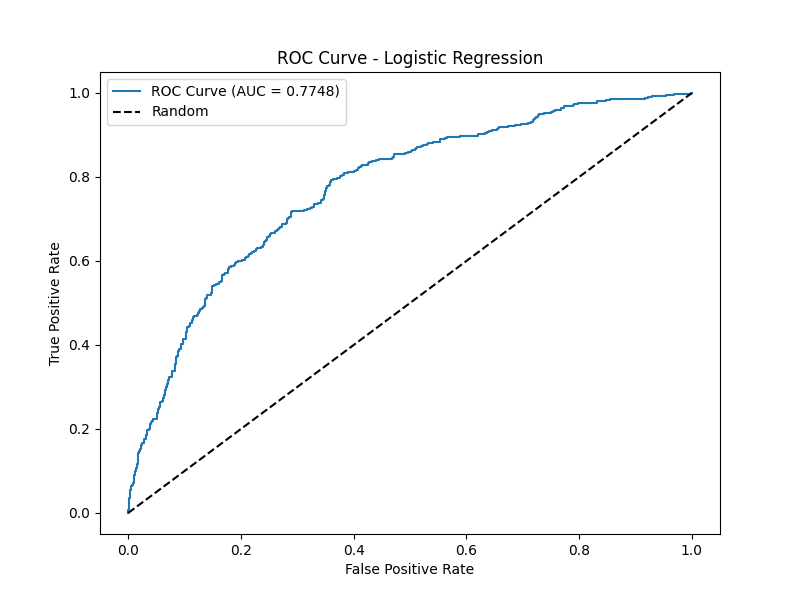 ROC Curve - Logistic Regression
ROC Curve (AUC = 0.7748)
Random
True Positive Rate
1.0
0.8
0.6
0.4
0.2
0.0
0.0 0.2 0.4 0.6 0.8 1.0
False Positive Rate